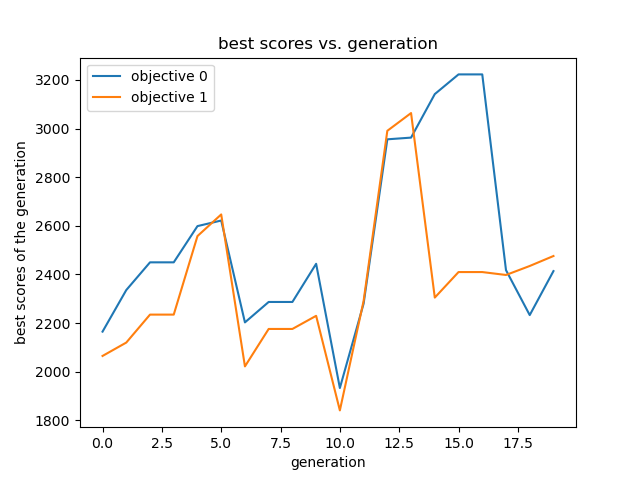 best scores vs. generation
objective 0
objective 1
best scores of the generation
3200
3000
2800
2600
2400
2200
2000
1800
0.0 2.5 5.0 7.5 10.0 12.5 15.0 17.5
generation